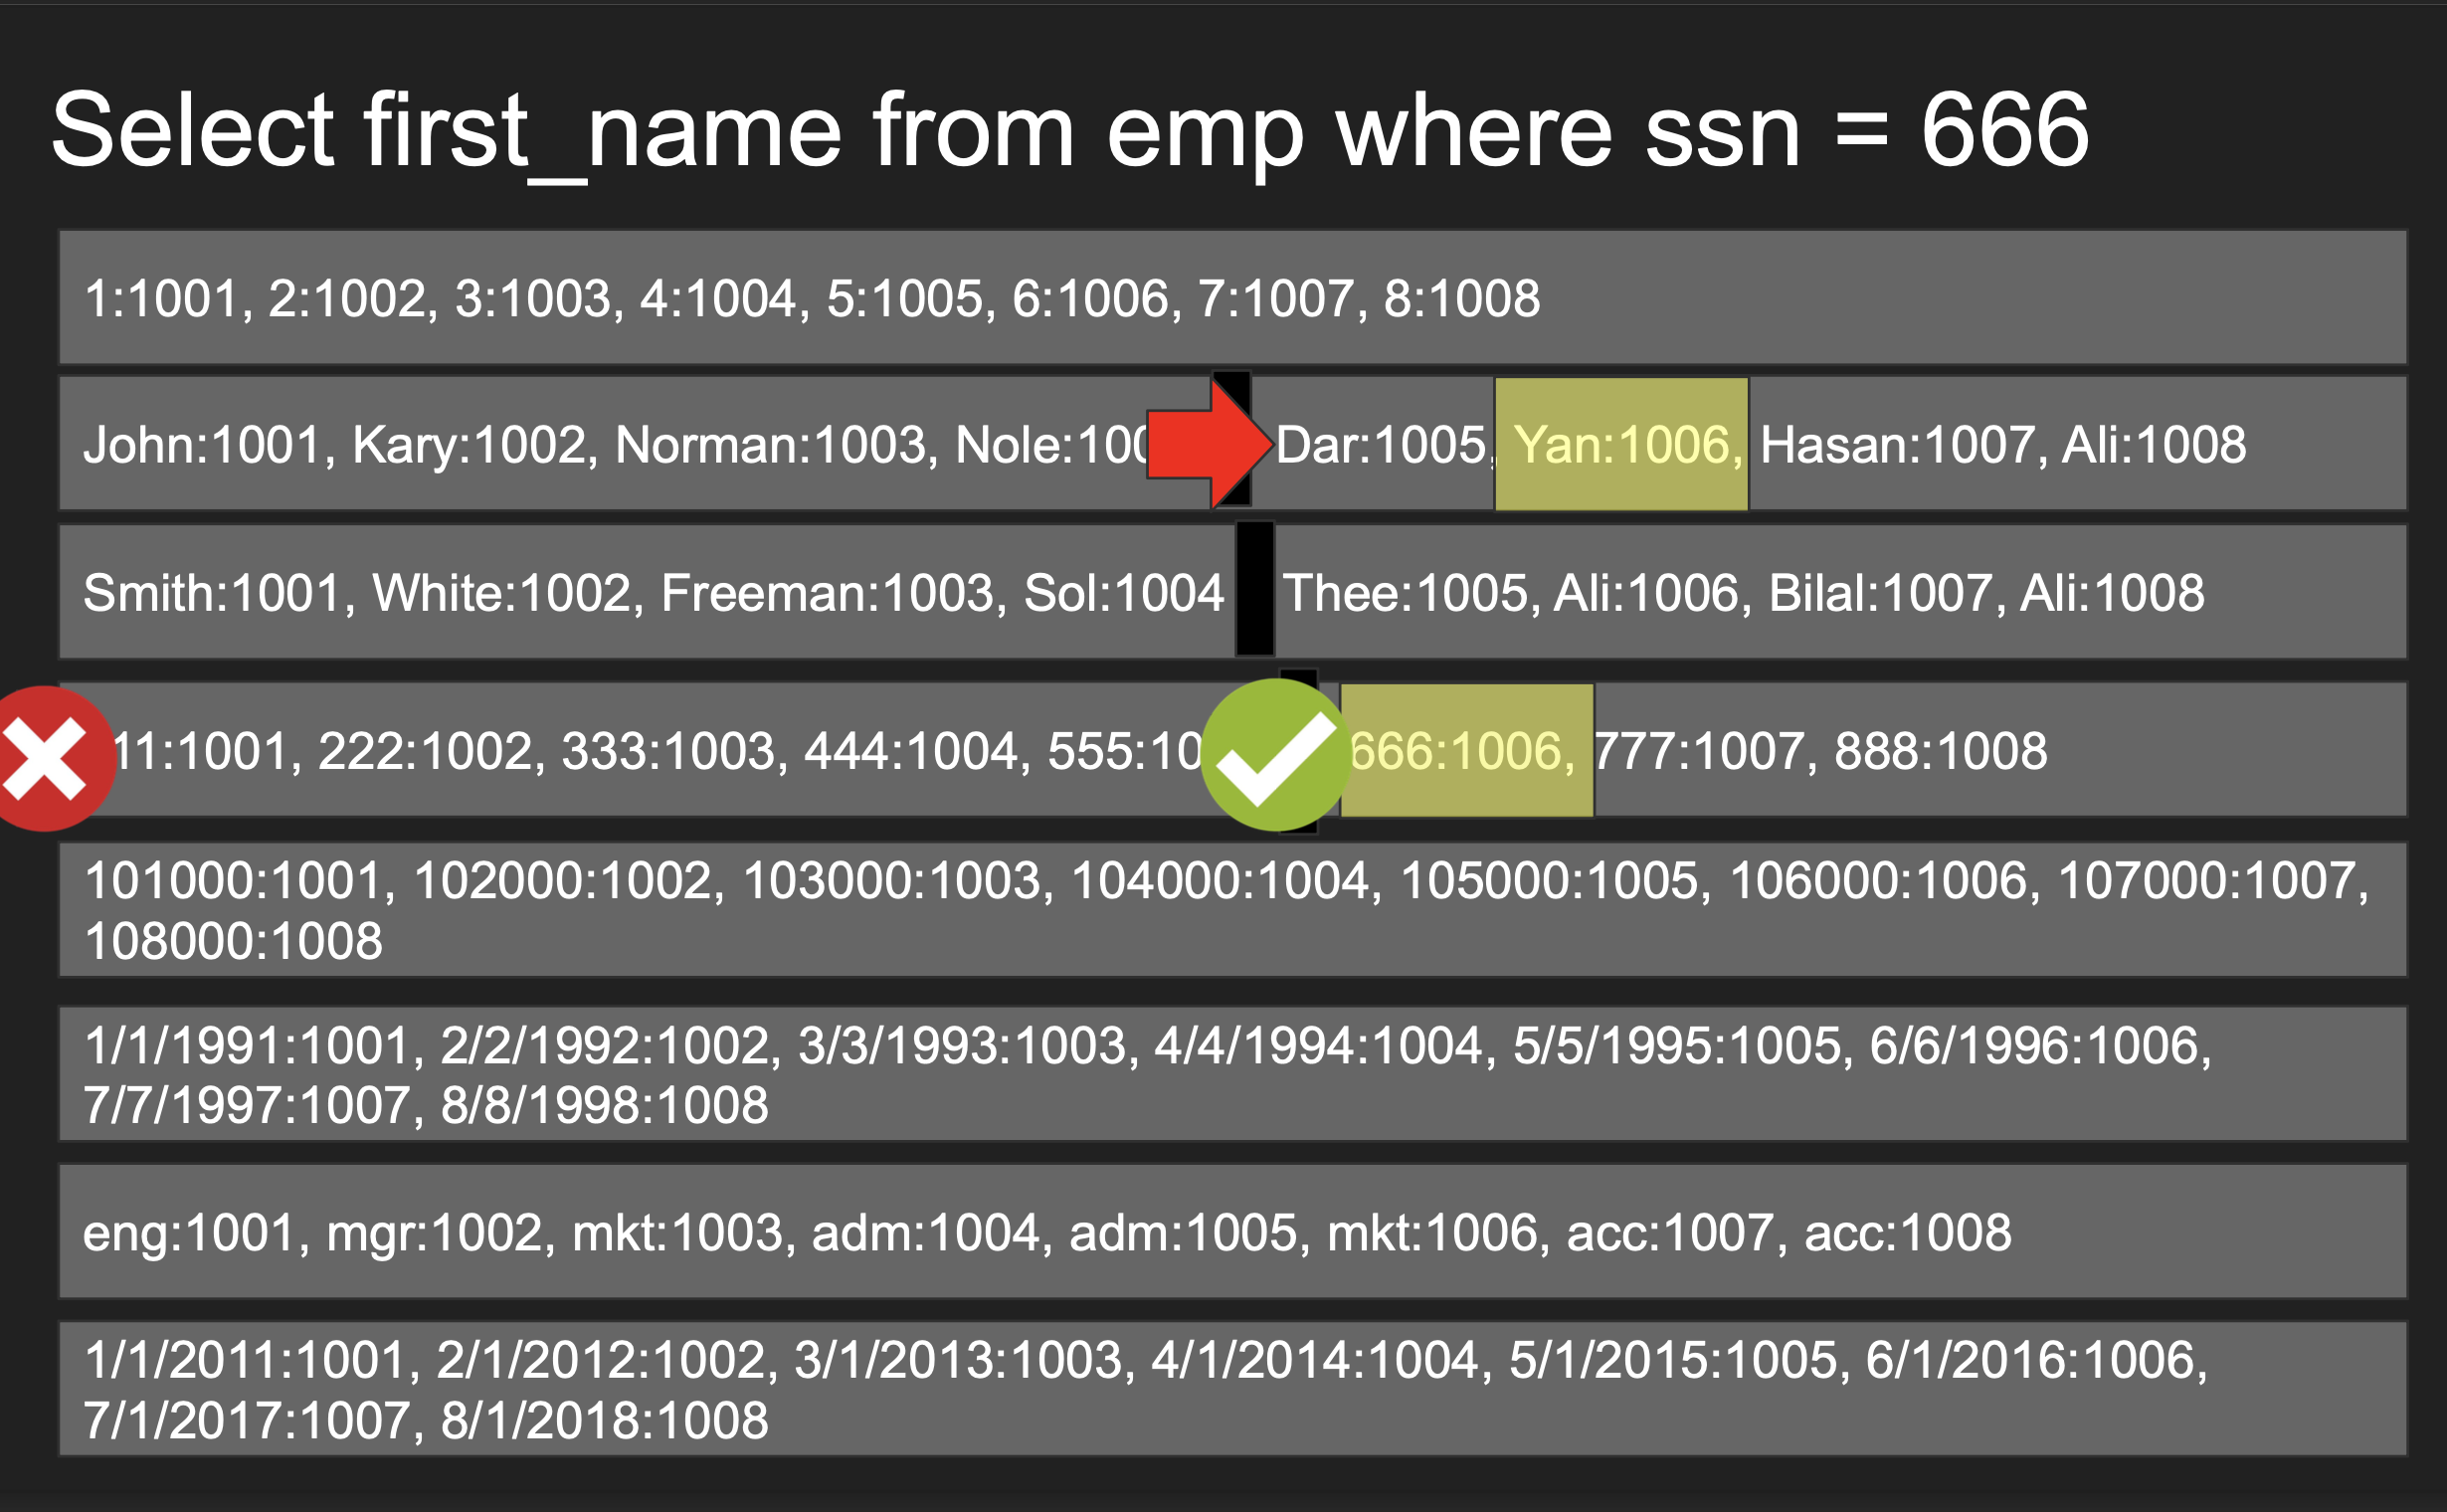 Select first_name from emp where ssn = 666
1:1001, 2:1002, 3:1003, 4:1004, 5:1005, 6:1006, 7:1007, 8:1008
John:1001, Kary:1002, Norman:1003, Nole:100 Dar:1005, Yan:1006, Hasan:1007, Ali:1008
Smith:1001, White:1002, Freeman:1003, Sol:1004 Thee:1005, Ali:1006, Bilal:1007, Ali:1008
11:1001, 222:1002, 333:1003, 444:1004, 555:10 666:1006, 777:1007, 888:1008
101000:1001, 102000:1002, 103000:1003, 104000:1004, 105000:1005, 106000:1006, 107000:1007,
108000:1008
1/1/1991:1001, 2/2/1992:1002, 3/3/1993:1003, 4/4/1994:1004, 5/5/1995:1005, 6/6/1996:1006,
7/7/1997:1007, 8/8/1998:1008
eng:1001, mgr:1002, mkt:1003, adm:1004, adm:1005, mkt:1006, acc:1007, acc:1008
1/1/2011:1001, 2/1/2012:1002, 3/1/2013:1003, 4/1/2014:1004, 5/1/2015:1005, 6/1/2016:1006,
7/1/2017:1007, 8/1/2018:1008